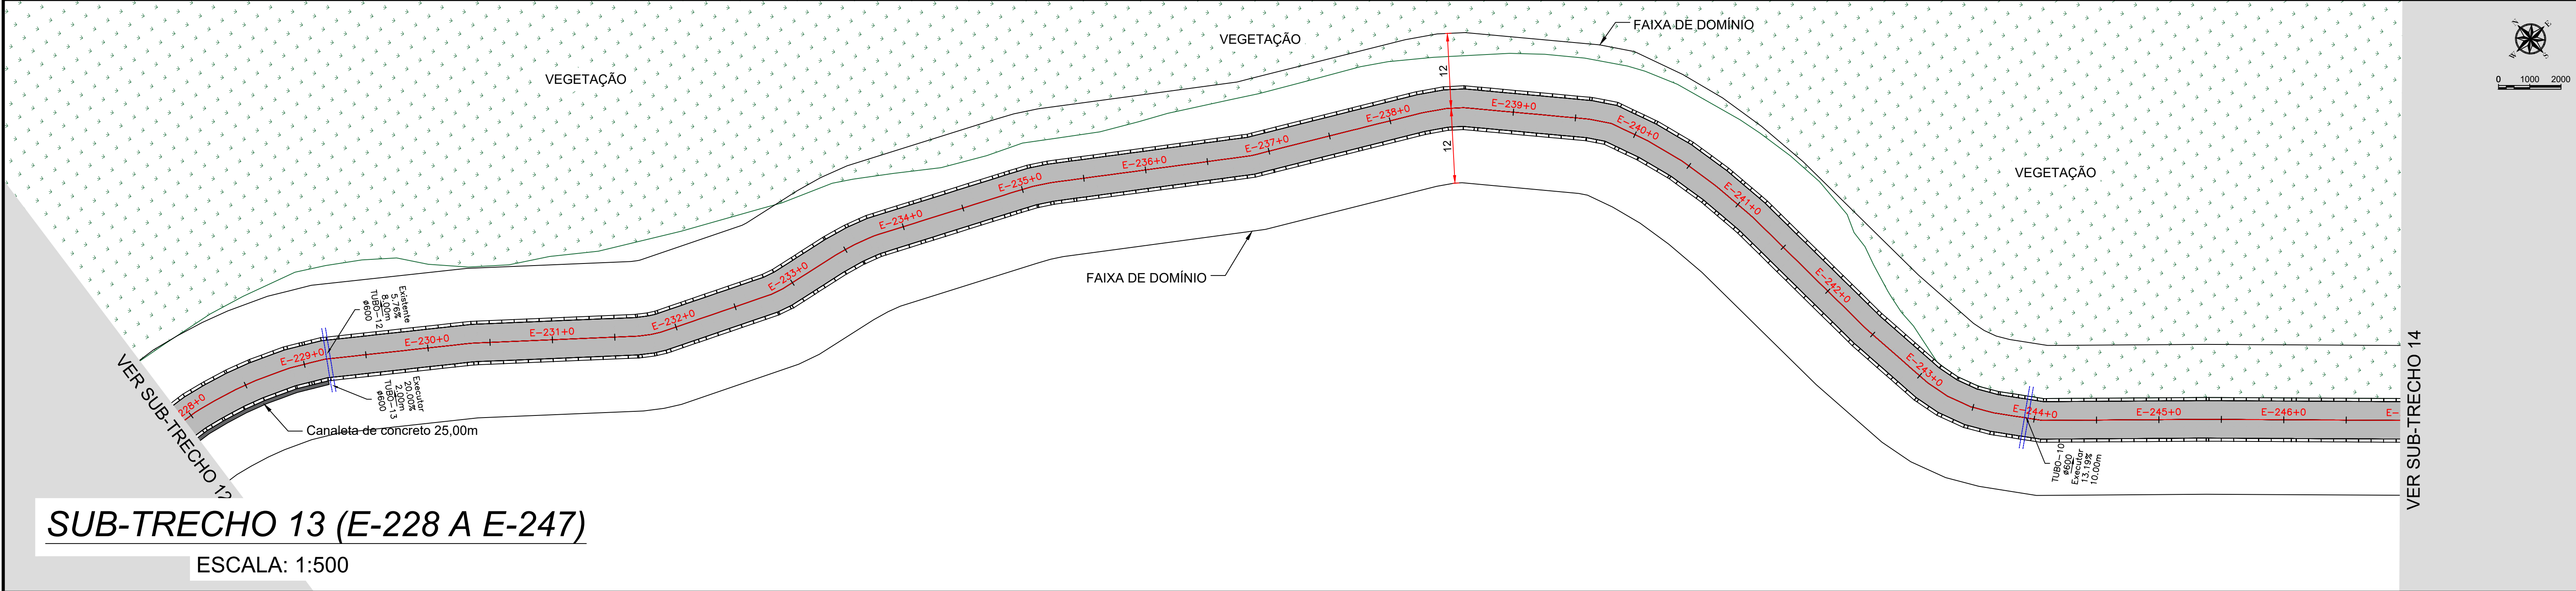 VEGETAÇÃO
VEGETAÇÃO
FAIXA DE DOMÍNIO
VEGETAÇÃO
FAIXA DE DOMÍNIO
12
12
0 1000 2000
228+0
E-229+0
E-230+0
E-231+0
E-232+0
E-233+0
E-234+0
E-235+0
E-236+0
E-237+0
E-238+0
E-239+0
E-240+0
E-241+0
E-242+0
E-243+0
E-244+0
E-245+0
E-246+0
E-
Existente
5.76%
8.00m
TUBO-12
ø600
Executar
20.00%
2.00m
TUBO-13
ø600
Canaleta de concreto 25,00m
TUBO-10
ø600
Executar
13.19%
10.00m
VER SUB-TRECHO 12
VER SUB-TRECHO 14
SUB-TRECHO 13 (E-228 A E-247)
ESCALA: 1:500